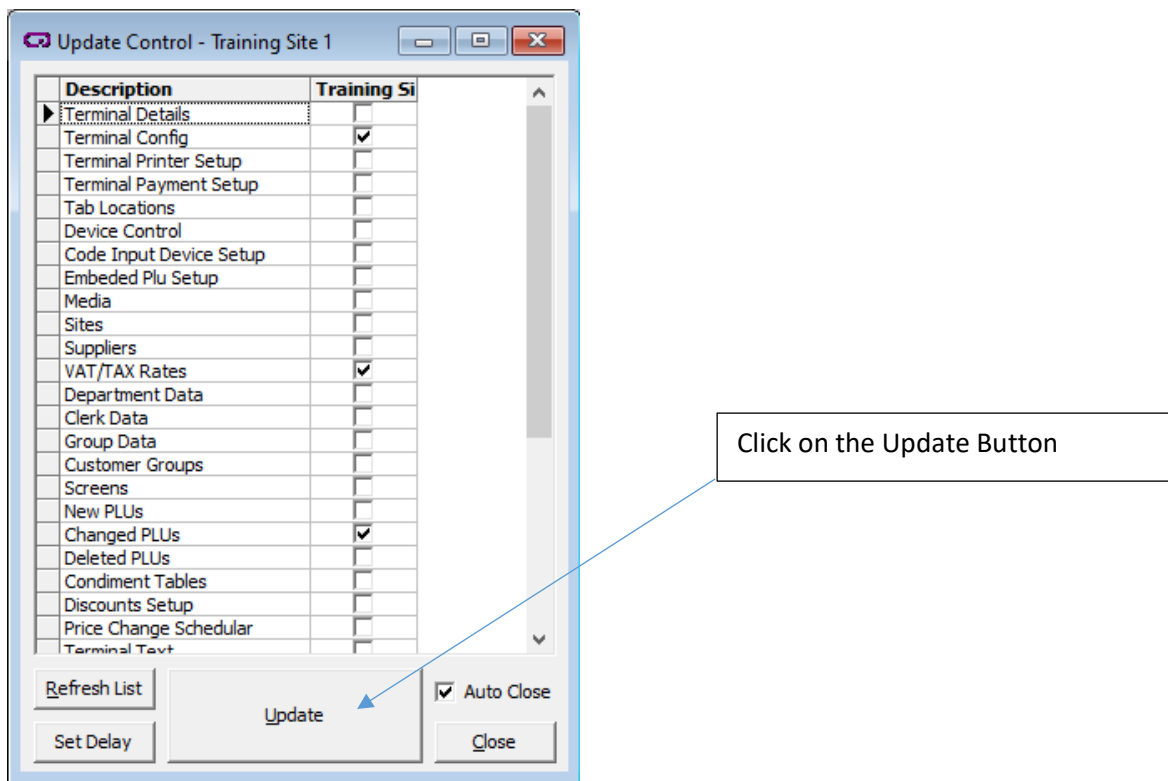 Update Control - Training Site 1
Description Training Si
Terminal Details
Terminal Config
Terminal Printer Setup
Terminal Payment Setup
Tab Locations
Device Control
Code Input Device Setup
Embeded Plu Setup
Media
Sites
Suppliers
VAT/TAX Rates
Department Data
Clerk Data
Group Data
Customer Groups
Screens
New PLUs
Changed PLUs
Deleted PLUs
Condiment Tables
Discounts Setup
Price Change Schedular
Terminal Text
Refresh List
Set Delay
Update
Auto Close
Close
Click on the Update Button